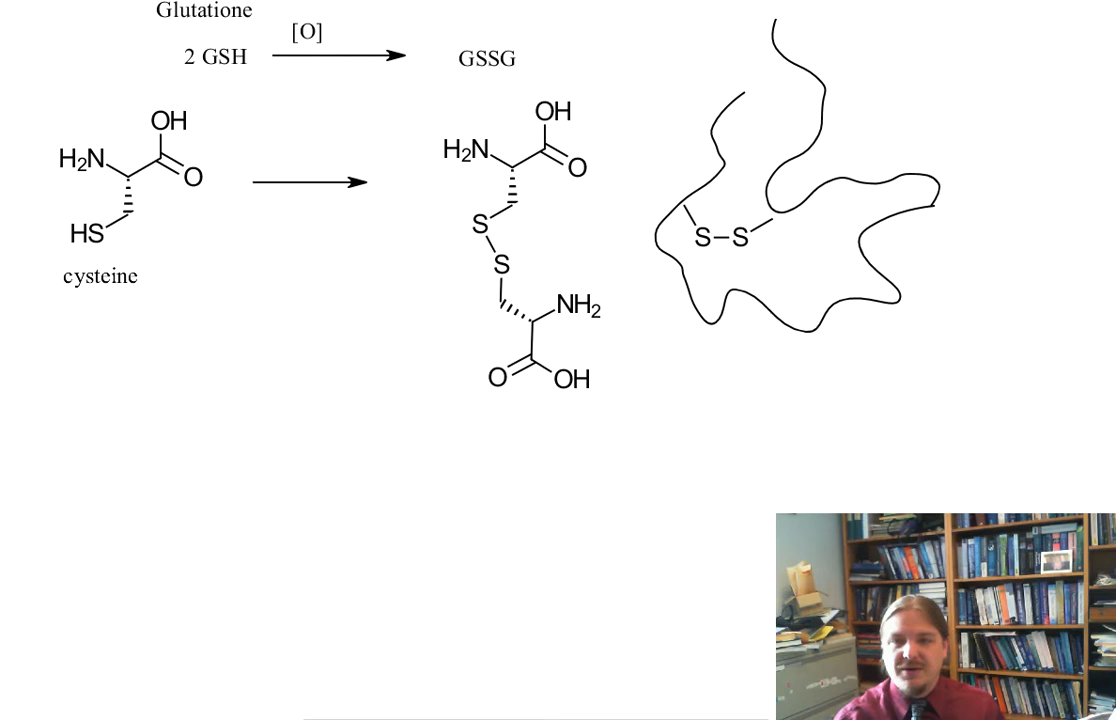 Glutatione
[O]
2 GSH
GSSG
OH
H2N
O
HS
cysteine
OH
H2N
O
S
S
NH2
O
OH
S–S